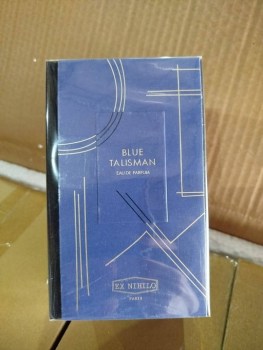 BLUE
TALISMAN
EAU DE PARFUM
EX NIHILO
PARIS